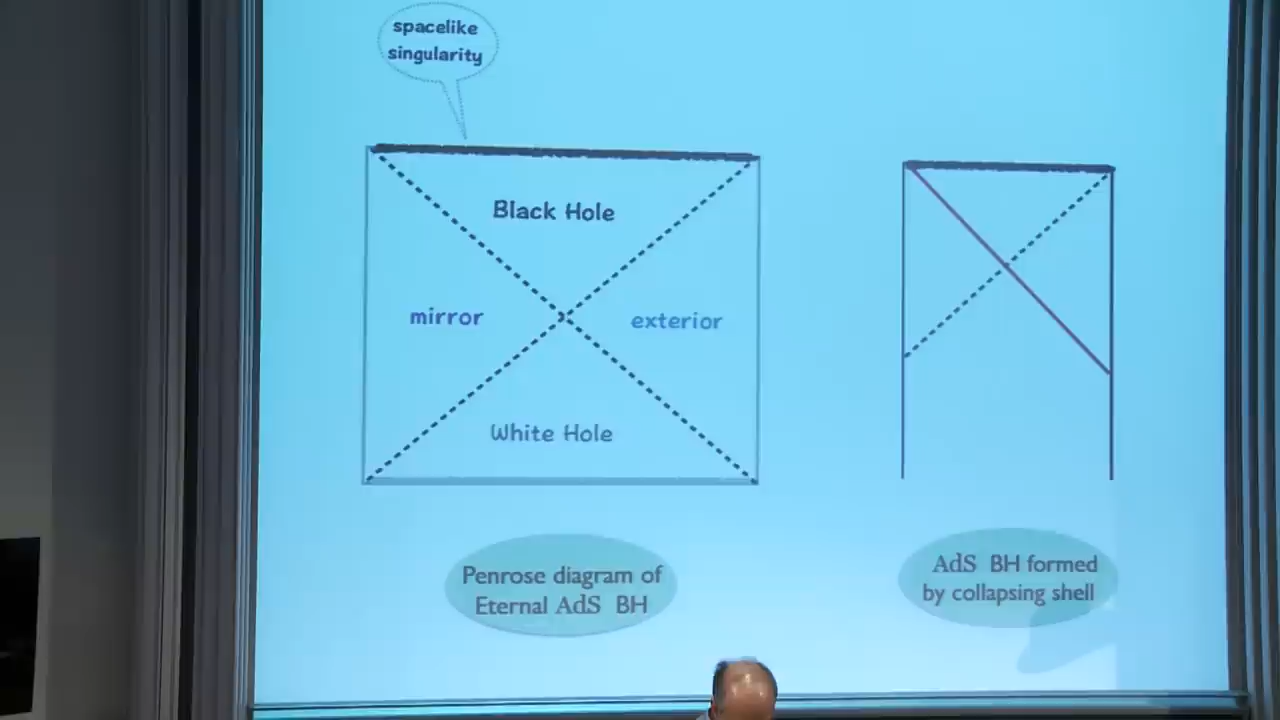 spacelike
singularity
Black Hole
mirror
exterior
White Hole
Penrose diagram of
Eternal AdS BH
AdS BH formed
by collapsing shell